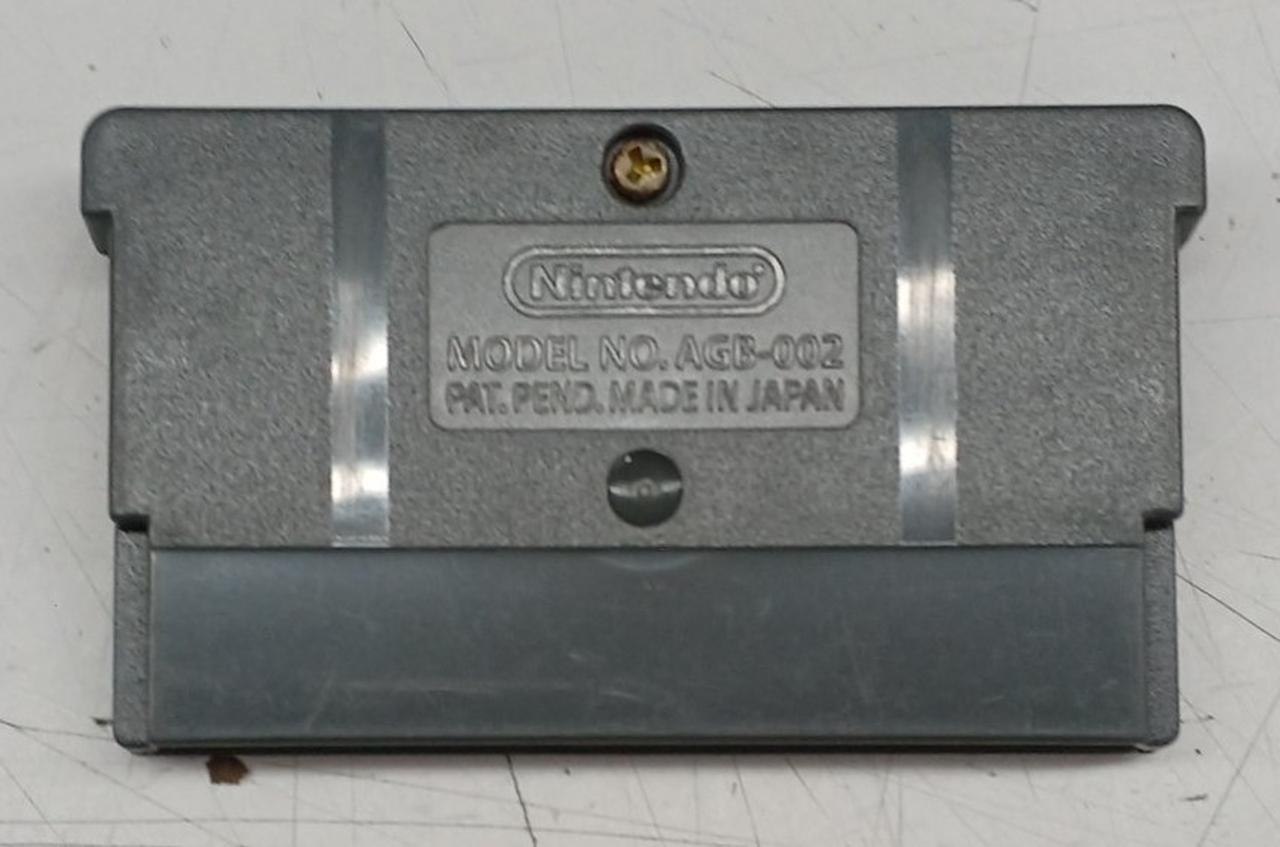 Nintendo®
MODEL NO. AGB-002
PAT. PEND. MADE IN JAPAN